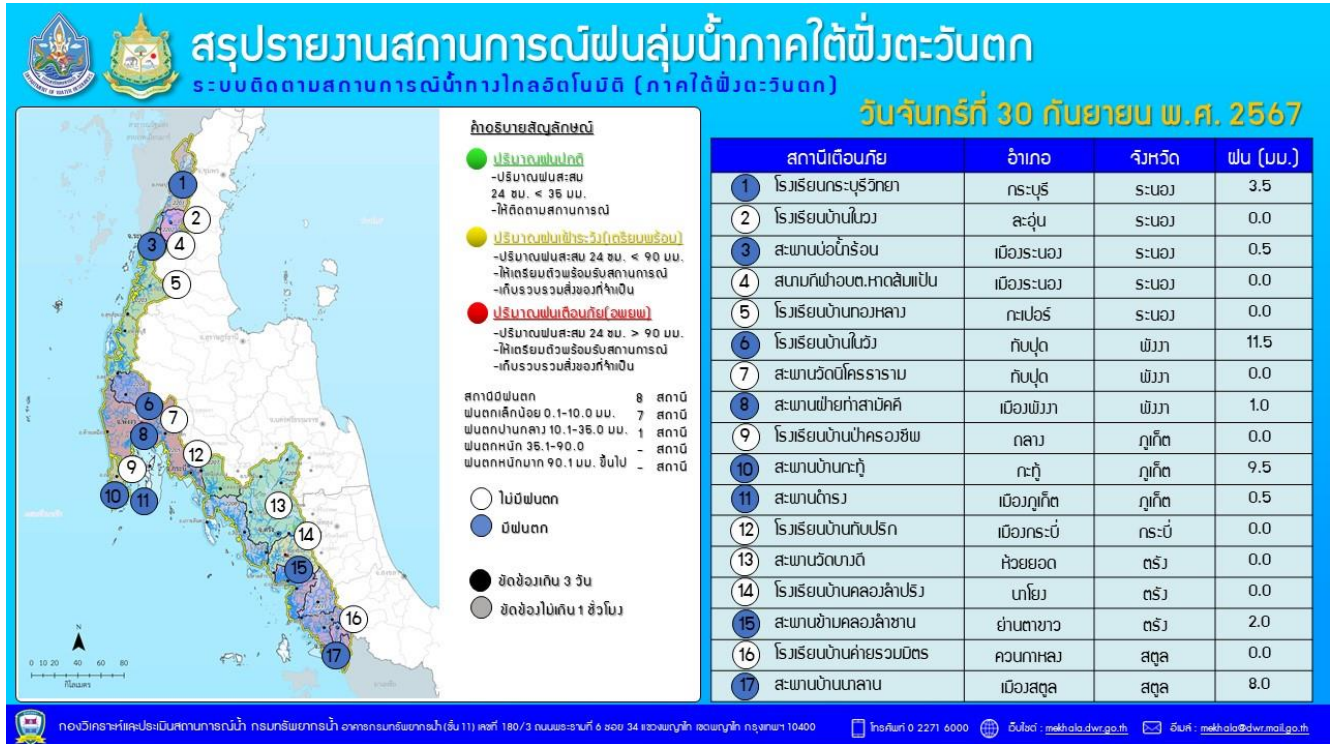 สรุปรายงานสถานการณ์ฝนลุ่มน้ำภาคใต้ฝั่งตะวันตก
ระบบติดตามสถานการณ์น้ำทางไกลอัตโนมัติ (ภาคใต้ฝั่งตะวันตก)
วันจันทร์ที่ 30 กันยายน พ.ศ. 2567
คำอธิบายสัญลักษณ์
ปริมาณฝนปกติ
-ปริมาณฝนสะสม
24 ชม. < 35 มม.
-ให้ติดตามสถานการณ์
ปริมาณฝนเฝ้าระวัง(เตรียมพร้อม)
-ปริมาณฝนสะสม 24 ชม. < 90 มม.
-ให้เตรียมตัวพร้อมรับสถานการณ์
-เก็บรวบรวมสิ่งของที่จำเป็น
ปริมาณฝนเตือนภัย(อพยพ)
-ปริมาณฝนสะสม 24 ชม. > 90 มม.
-ให้เตรียมตัวพร้อมรับสถานการณ์
-เก็บรวบรวมสิ่งของที่จำเป็น
สถานีมีฝนตก 8 สถานี
ฝนตกเล็กน้อย 0.1-10.0 มม. 7 สถานี
ฝนตกปานกลาง 10.1-35.0 มม. 1 สถานี
ฝนตกหนัก 35.1-90.0 - สถานี
ฝนตกหนักมาก 90.1 มม. ขึ้นไป - สถานี
ไม่มีฝนตก
มีฝนตก
ขัดข้องเกิน 3 วัน
ขัดข้องไม่เกิน 1 ชั่วโมง
1
2
3 4
5
6
7
8
12
9
10 11
13
14
15
16
17
N
0 10 20 40 60 80
กิโลเมตร
สถานีเตือนภัย อำเภอ จังหวัด ฝน (มม.)
1 โรงเรียนกระบุรีวิทยา กระบุรี ระนอง 3.5
2 โรงเรียนบ้านในวง ละอุ่น ระนอง 0.0
3 สะพานบ่อน้ำร้อน เมืองระนอง ระนอง 0.5
4 สนามกีฬาอบต.หาดส้มแป้น เมืองระนอง ระนอง 0.0
5 โรงเรียนบ้านทองหลาง กะเปอร์ ระนอง 0.0
6 โรงเรียนบ้านในวัง ทับปุด พังงา 11.5
7 สะพานวัดนิโครธาราม ทับปุด พังงา 0.0
8 สะพานฝ่ายท่าสามัคคี เมืองพังงา พังงา 1.0
9 โรงเรียนบ้านป่าครองชีพ ถลาง ภูเก็ต 0.0
10 สะพานบ้านกะทู้ กะทู้ ภูเก็ต 9.5
11 สะพานดำรง เมืองภูเก็ต ภูเก็ต 0.5
12 โรงเรียนบ้านทับปริก เมืองกระบี่ กระบี่ 0.0
13 สะพานวัดบางดี ห้วยยอด ตรัง 0.0
14 โรงเรียนบ้านคลองลำปริง นาโยง ตรัง 0.0
15 สะพานข้ามคลองลำชาน ย่านตาขาว ตรัง 2.0
16 โรงเรียนบ้านค่ายรวมมิตร ควนกาหลง สตูล 0.0
17 สะพานบ้านนาลาน เมืองสตูล สตูล 8.0
กองวิเคราะห์และประเมินสถานการณ์น้ำ กรมทรัพยากรน้ำ อาคารกรมทรัพยากรน้ำ (ชั้น 11) เลขที่ 180/3 ถนนพระรามที่ 6 ซอย 34 แขวงพญาไท เขตพญาไท กรุงเทพฯ 10400 โทรศัพท์ 0 2271 6000 เว็บไซต์ : mekhala.dwr.go.th อีเมล์ : mekhala@dwr.mail.go.th